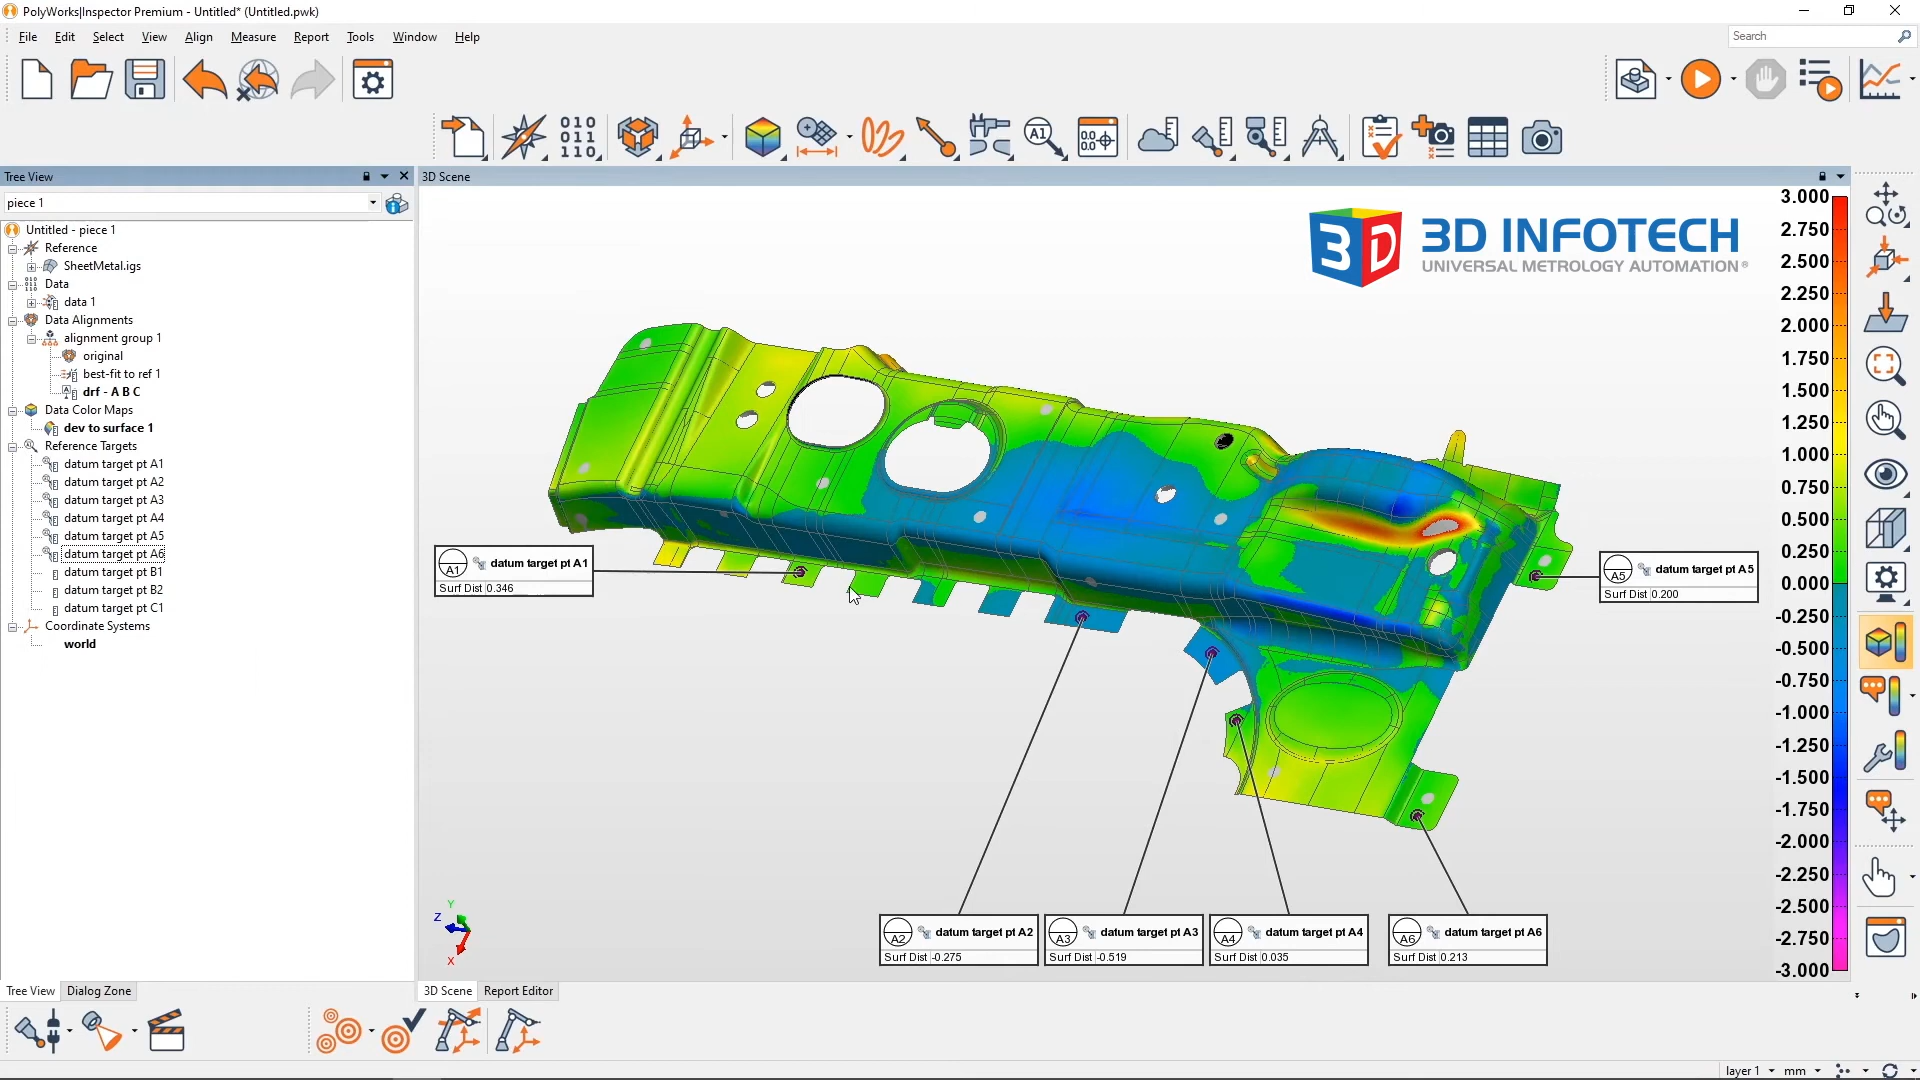 PolyWorks|Inspector Premium - Untitled* (Untitled.pwk)
File Edit Select View Align Measure Report Tools Window Help
Search
010
011
110
A1
0.0
0.0
Tree View
3D Scene
piece 1
Untitled - piece 1
Reference
SheetMetal.igs
Data
data 1
Data Alignments
alignment group 1
original
best-fit to ref 1
drf - A B C
Data Color Maps
dev to surface 1
Reference Targets
datum target pt A1
datum target pt A2
datum target pt A3
datum target pt A4
datum target pt A5
datum target pt A6
datum target pt B1
datum target pt B2
datum target pt C1
Coordinate Systems
world
3D 3D INFOTECH
UNIVERSAL METROLOGY AUTOMATION®
3.000
2.750
2.500
2.250
2.000
1.750
1.500
1.250
1.000
0.750
0.500
0.250
0.000
-0.250
-0.500
-0.750
-1.000
-1.250
-1.500
-1.750
-2.000
-2.250
-2.500
-2.750
-3.000
A1 datum target pt A1
Surf Dist 0.346
A5 datum target pt A5
Surf Dist 0.200
A2 datum target pt A2
Surf Dist -0.275
A3 datum target pt A3
Surf Dist -0.519
A4 datum target pt A4
Surf Dist 0.035
A6 datum target pt A6
Surf Dist 0.213
Y
Z
X
Tree View Dialog Zone
3D Scene Report Editor
layer 1 mm